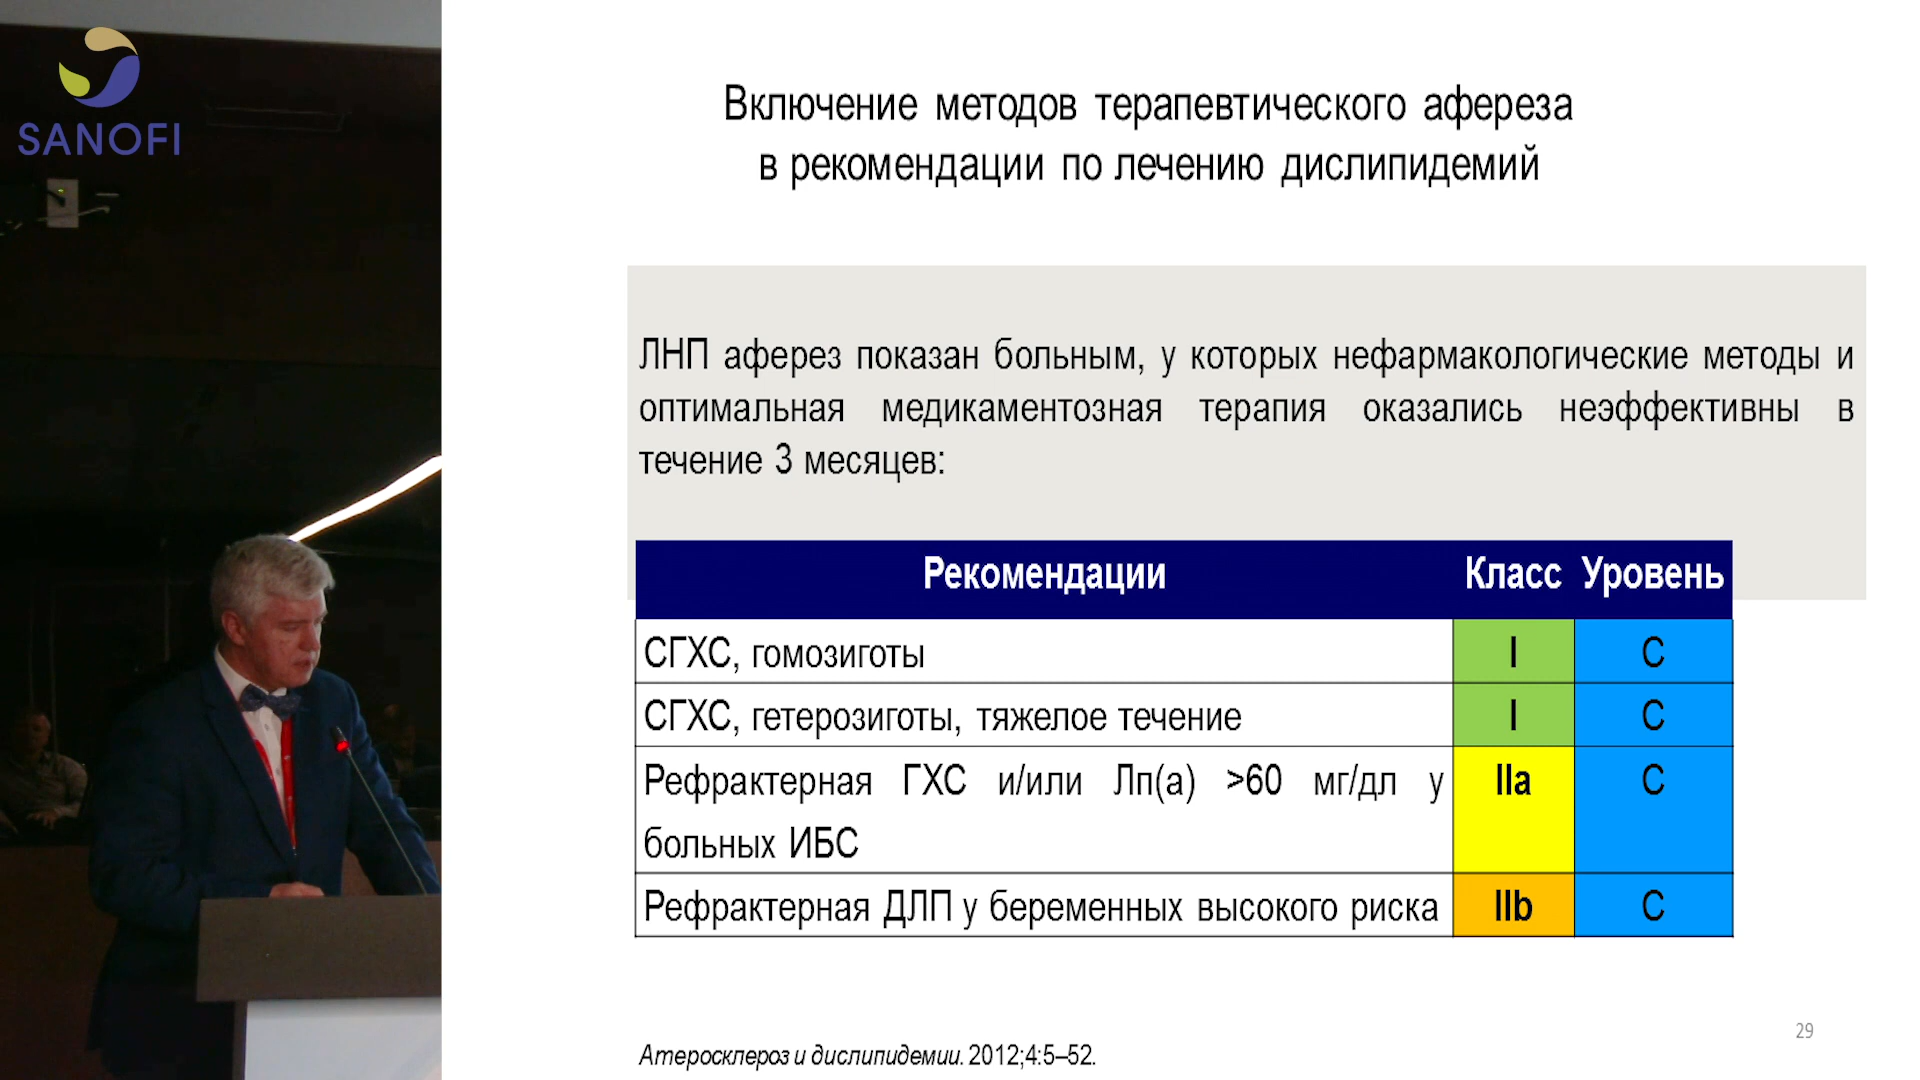 SANOFI
Включение методов терапевтического афереза
в рекомендации по лечению дислипидемий
ЛНП аферез показан больным, у которых нефармакологические методы и
оптимальная медикаментозная терапия оказались неэффективны в
течение 3 месяцев:
Рекомендации Класс Уровень
СГХС, гомозиготы I C
СГХС, гетерозиготы, тяжелое течение I C
Рефрактерная ГХС и/или Лп(а) >60 мг/дл у IIa C
больных ИБС
Рефрактерная ДЛП у беременных высокого риска IIb C
29
Атеросклероз и дислипидемии. 2012;4:5–52.